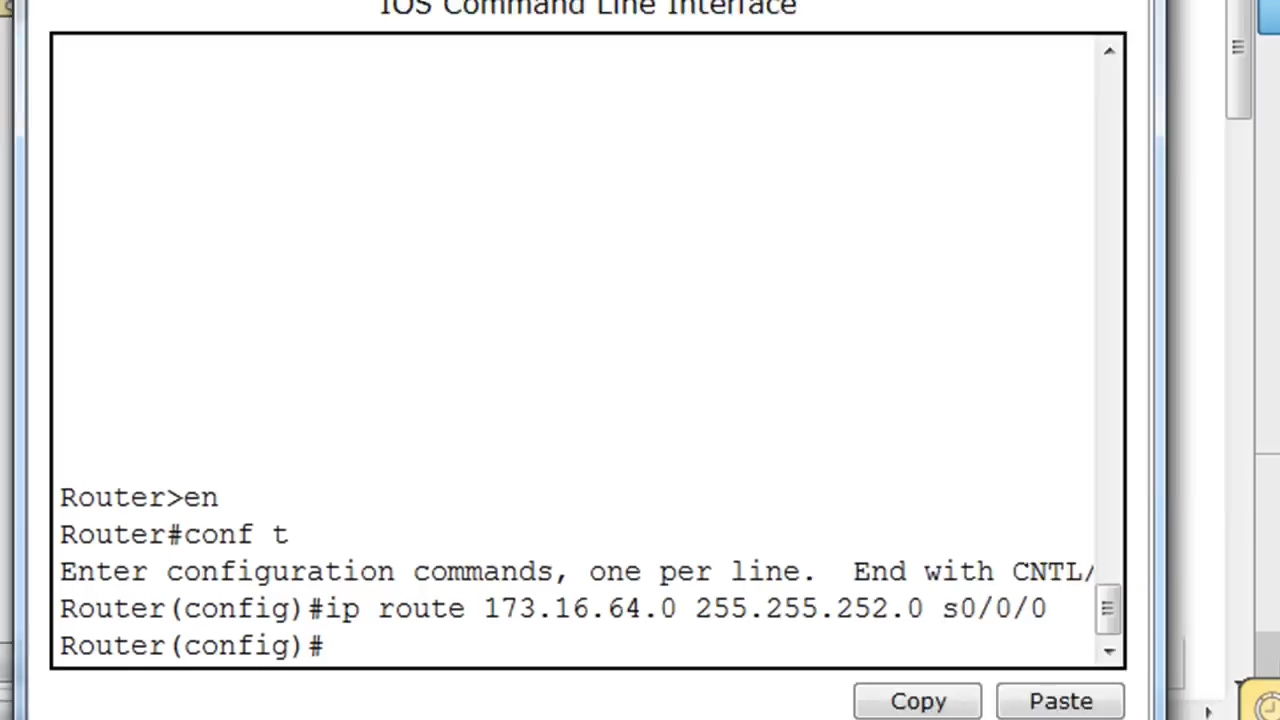 IOS Command Line Interface
Router>en
Router#conf t
Enter configuration commands, one per line.  End with CNTL/
Router(config)#ip route 173.16.64.0 255.255.252.0 s0/0/0
Router(config)#
Copy
Paste